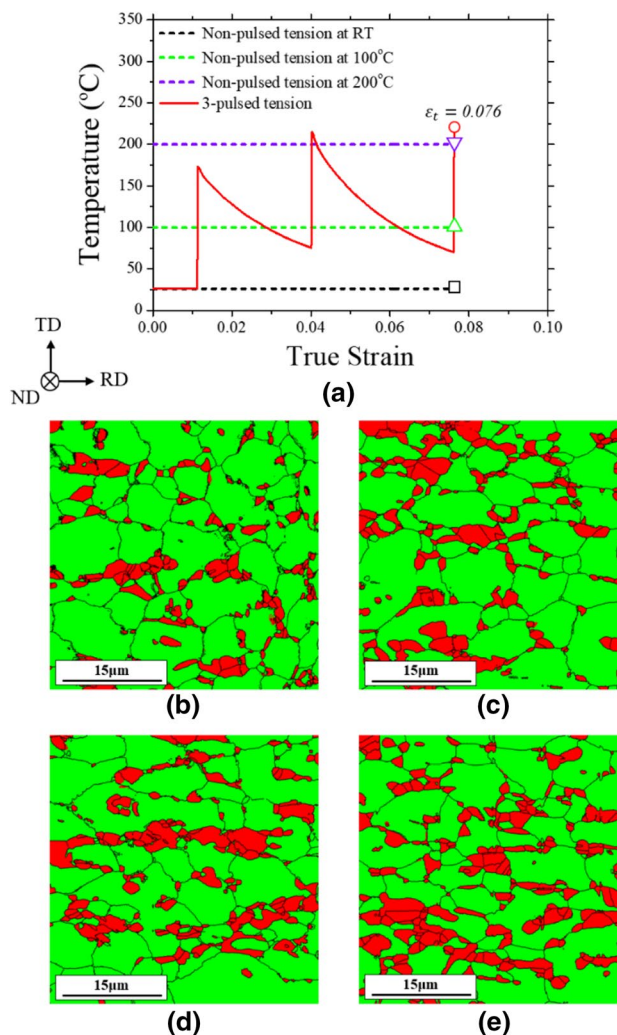 350
300
250
200
150
100
50
0
Temperature (ºC)
Non-pulsed tension at RT
Non-pulsed tension at 100°C
Non-pulsed tension at 200°C
3-pulsed tension
εt = 0.076
0.00 0.02 0.04 0.06 0.08 0.10
True Strain
TD
ND RD
(a)
15μm 15μm
(b) (c)
15μm 15μm
(d) (e)